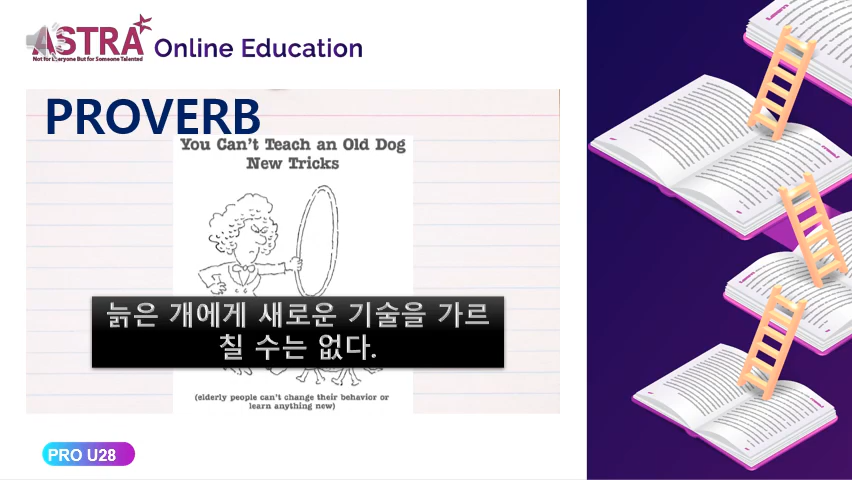 ASTRA
Not for Everyone But for Someone Talented
Online Education
PROVERB
You Can't Teach an Old Dog
New Tricks
늙은 개에게 새로운 기술을 가르
칠 수는 없다.
(elderly people can't change their behavior or
learn anything new)
PRO U28